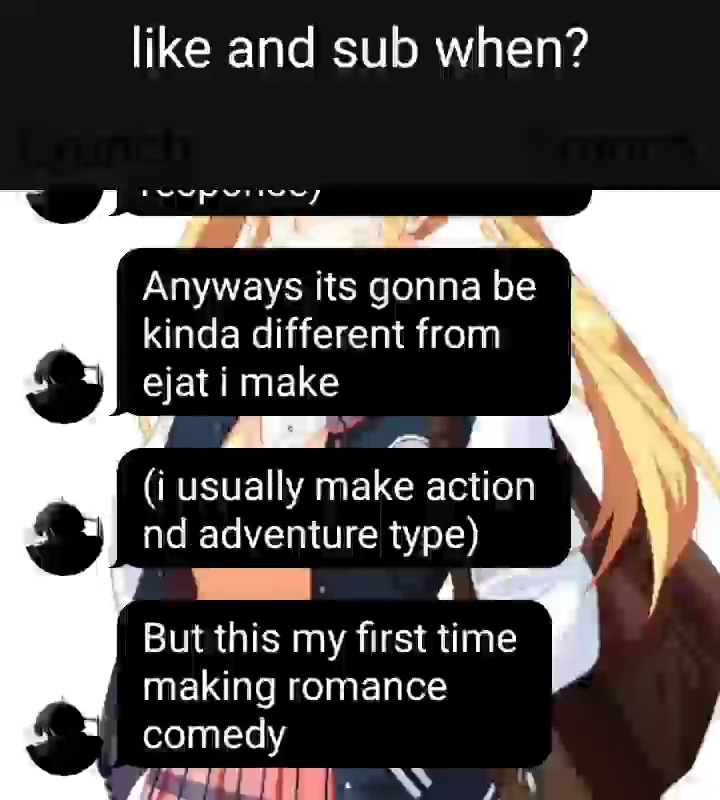 like and sub when?
response)
Anyways its gonna be
kinda different from
ejat i make
(i usually make action
nd adventure type)
But this my first time
making romance
comedy